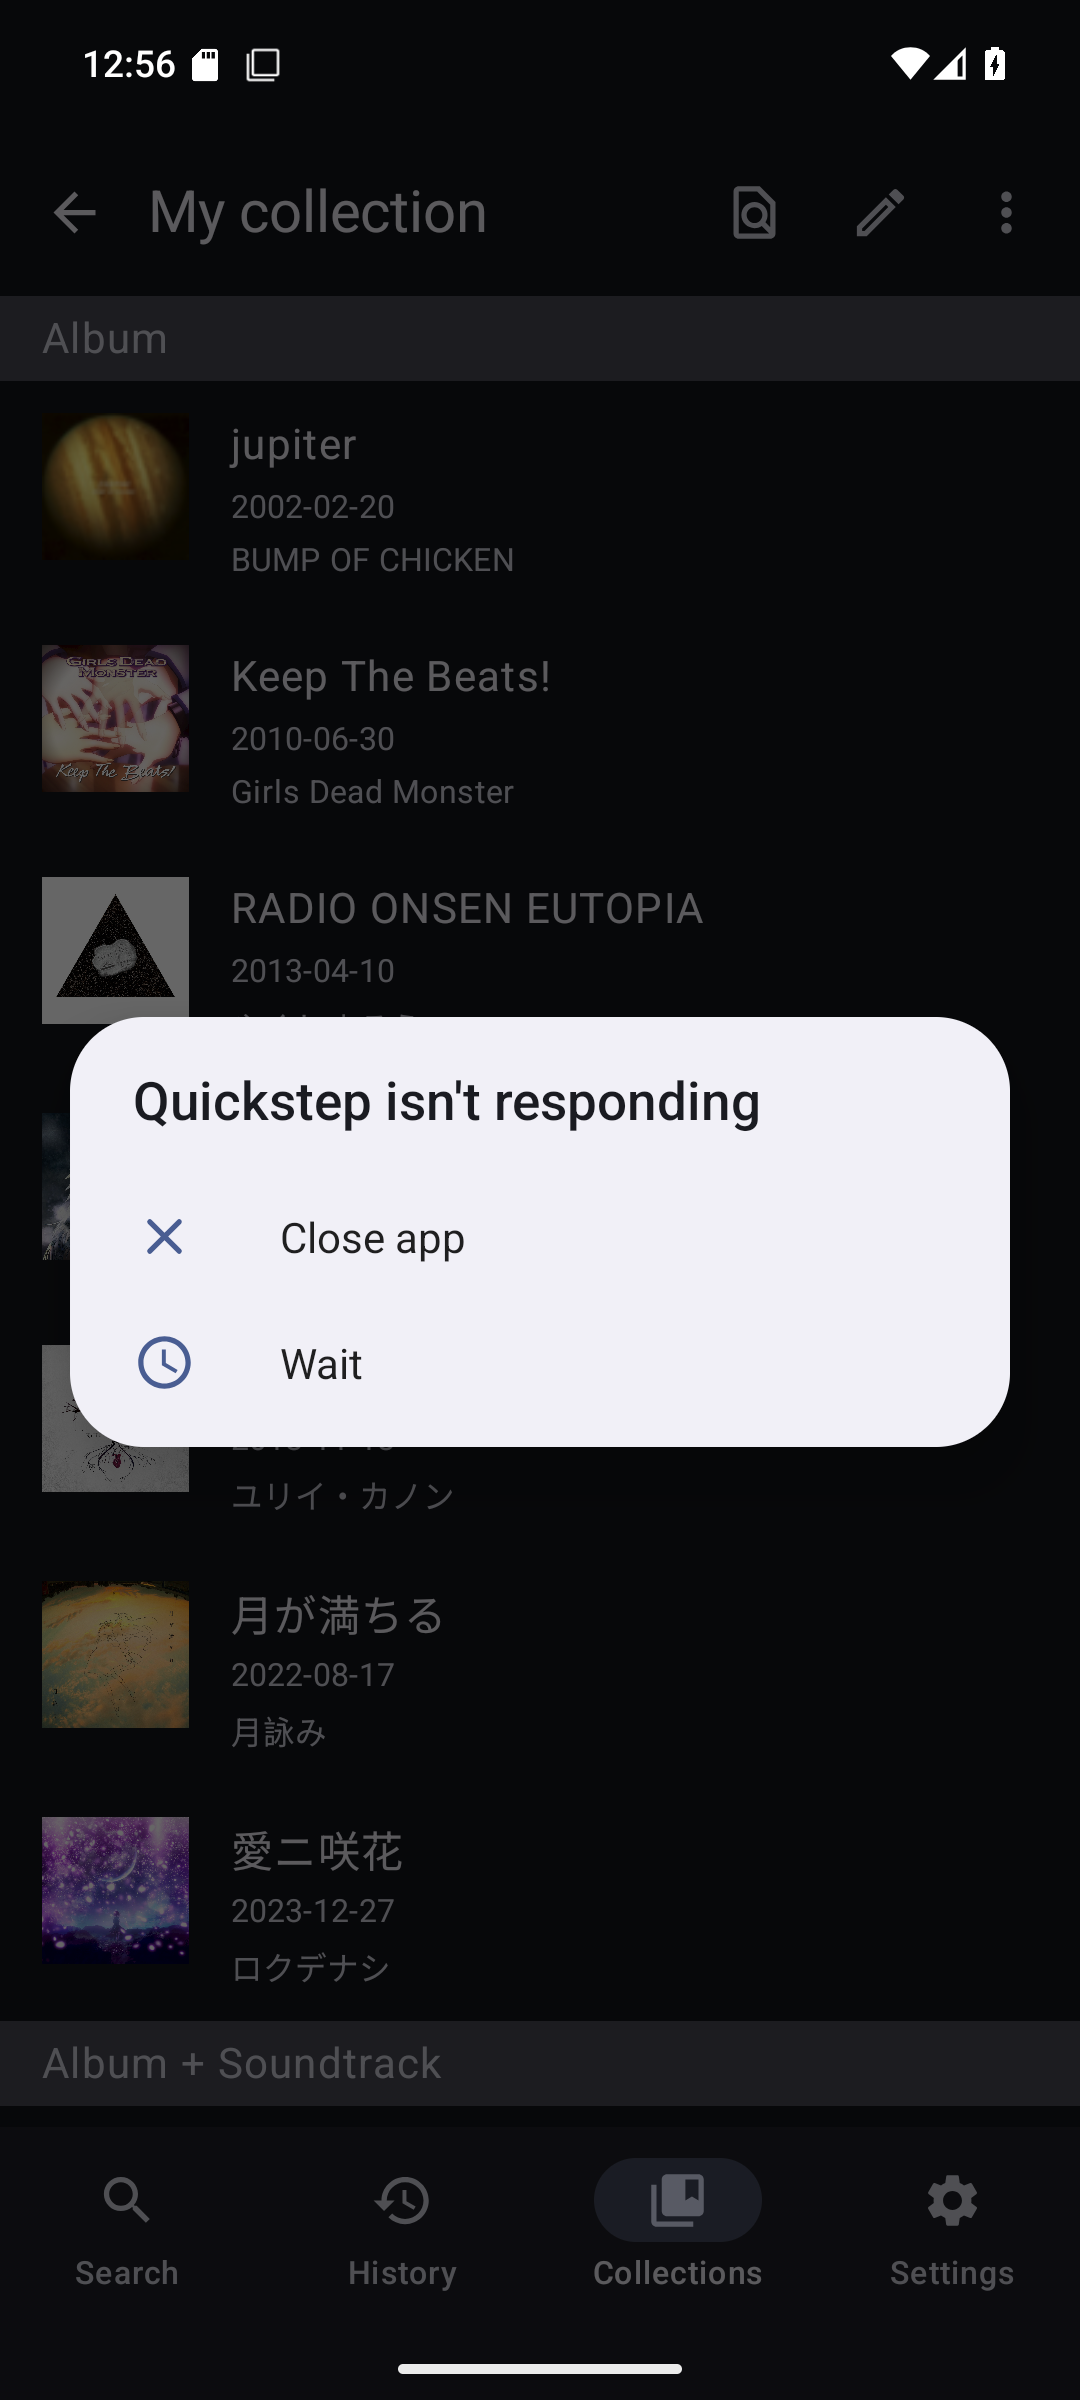 12:56
My collection
Album
jupiter
2002-02-20
BUMP OF CHICKEN
GIRLS DEAD
MONSTER
Keep The Beats!
Keep The Beats!
2010-06-30
Girls Dead Monster
RADIO ONSEN EUTOPIA
2013-04-10
Quickstep isn't responding
Close app
Wait
ユリイ・カノン
月が満ちる
2022-08-17
月詠み
愛ニ咲花
2023-12-27
ロクデナシ
Album + Soundtrack
Search
History
Collections
Settings